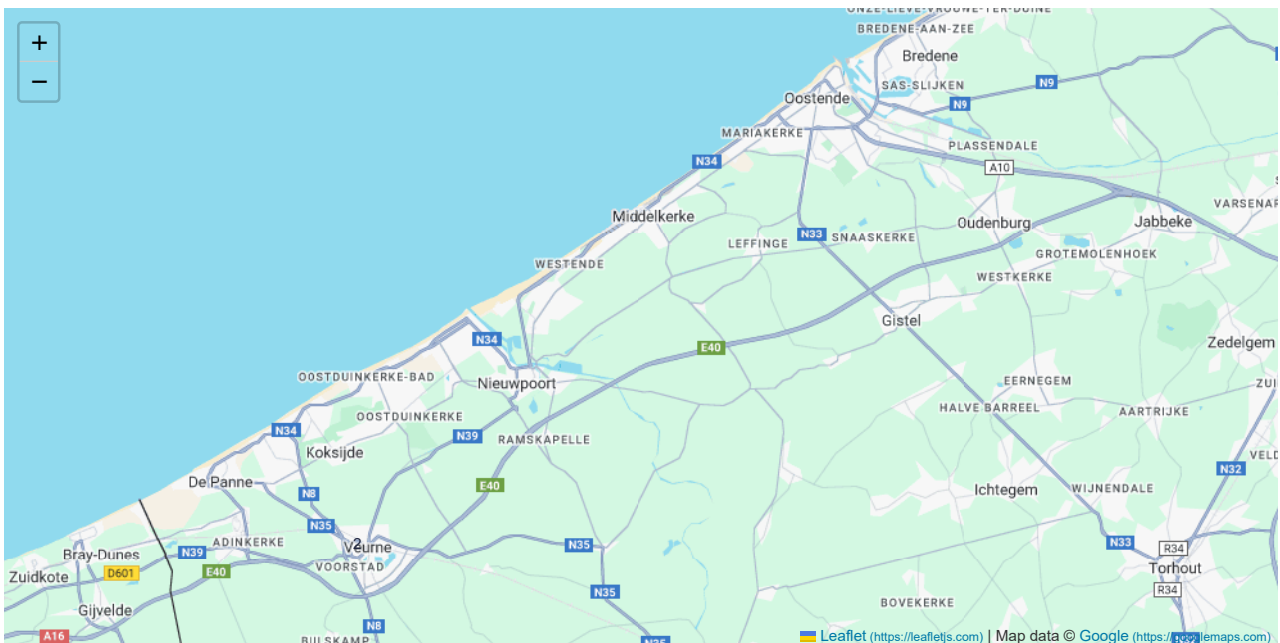 ONZE-LIEVE-VROUWE-TER-DUINE
+
BREDENE-AAN-ZEE
−
Bredene
SAS-SLIJKEN
N9
Oostende
N9
MARIAKERKE
PLASSENDALE
N34
A10
VARSENAR
Middelkerke
Oudenburg
Jabbeke
N33
SNAASKERKE
LEFFINGE
GROTEMOLENHOEK
WESTENDE
WESTKERKE
Gistel
N34
E40
Zedelgem
OOSTDUINKERKE-BAD
Nieuwpoort
EERNEGEM
ZUI
HALVE BARREEL
AARTRIJKE
OOSTDUINKERKE
N34
N39
RAMSKAPELLE
Koksijde
VELD
N32
De Panne
E40
Ichtegem
WIJNENDALE
N8
N35
ADINKERKE
2
Veurne
N35
N33
R34
Bray-Dunes
N39
VOORSTAD
Zuidkote
D601
E40
Torhout
N35
R34
Gijvelde
BOVEKERKE
N8
A16
N35
Leaflet (https://leafletjs.com) | Map data © Google